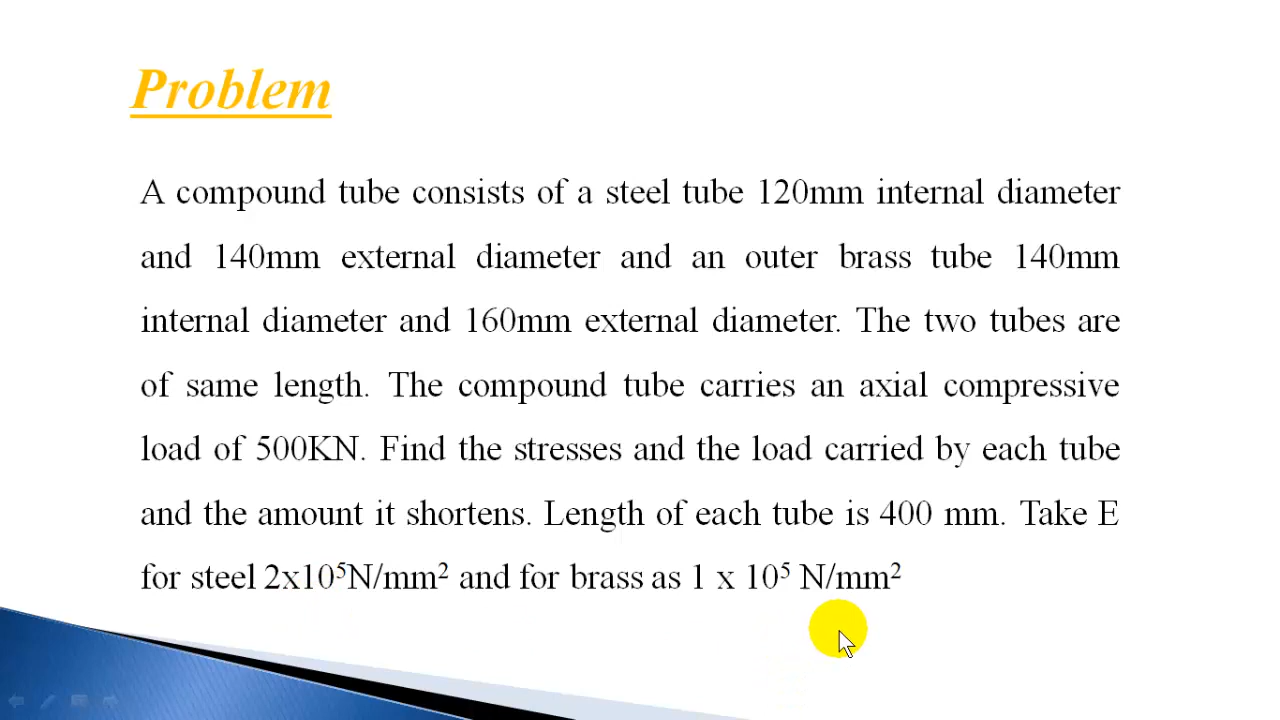 Problem
A compound tube consists of a steel tube 120mm internal diameter
and 140mm external diameter and an outer brass tube 140mm
internal diameter and 160mm external diameter. The two tubes are
of same length. The compound tube carries an axial compressive
load of 500KN. Find the stresses and the load carried by each tube
and the amount it shortens. Length of each tube is 400 mm. Take E
for steel 2x10⁵N/mm² and for brass as 1 x 10⁵ N/mm²